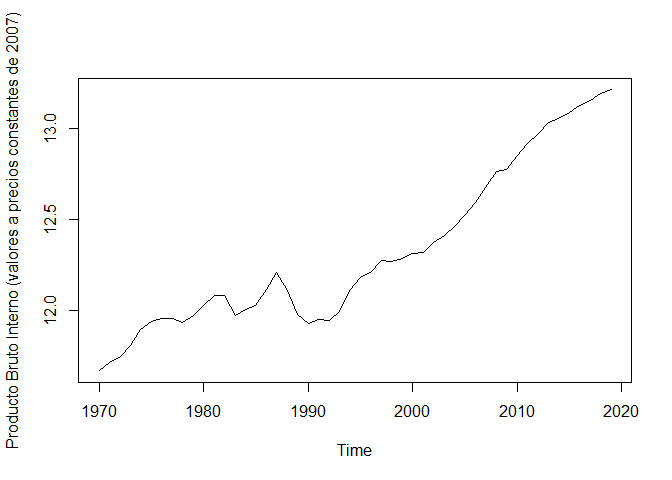 Producto Bruto Interno (valores a precios constantes de 2007)
13.0
12.5
12.0
1970 1980 1990 2000 2010 2020
Time